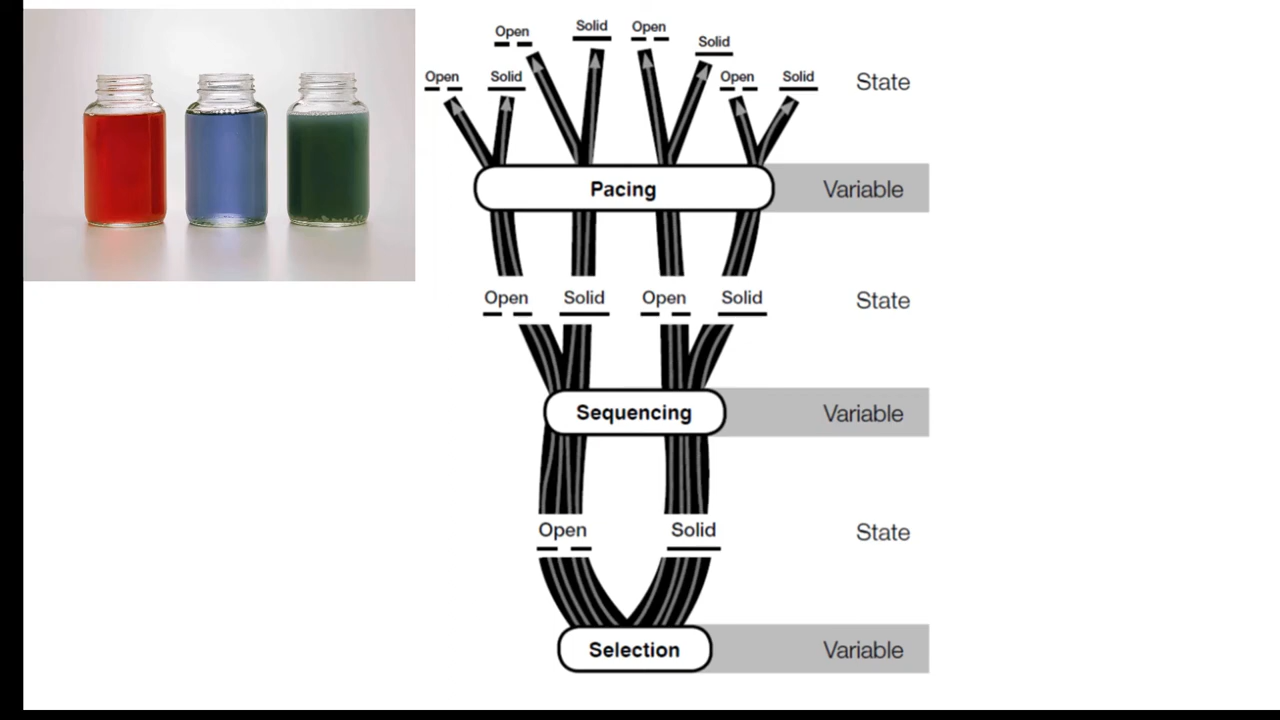 Open Solid Open Solid
Open Solid Open Solid State
Pacing Variable
Open Solid Open Solid State
Sequencing Variable
Open Solid State
Selection Variable